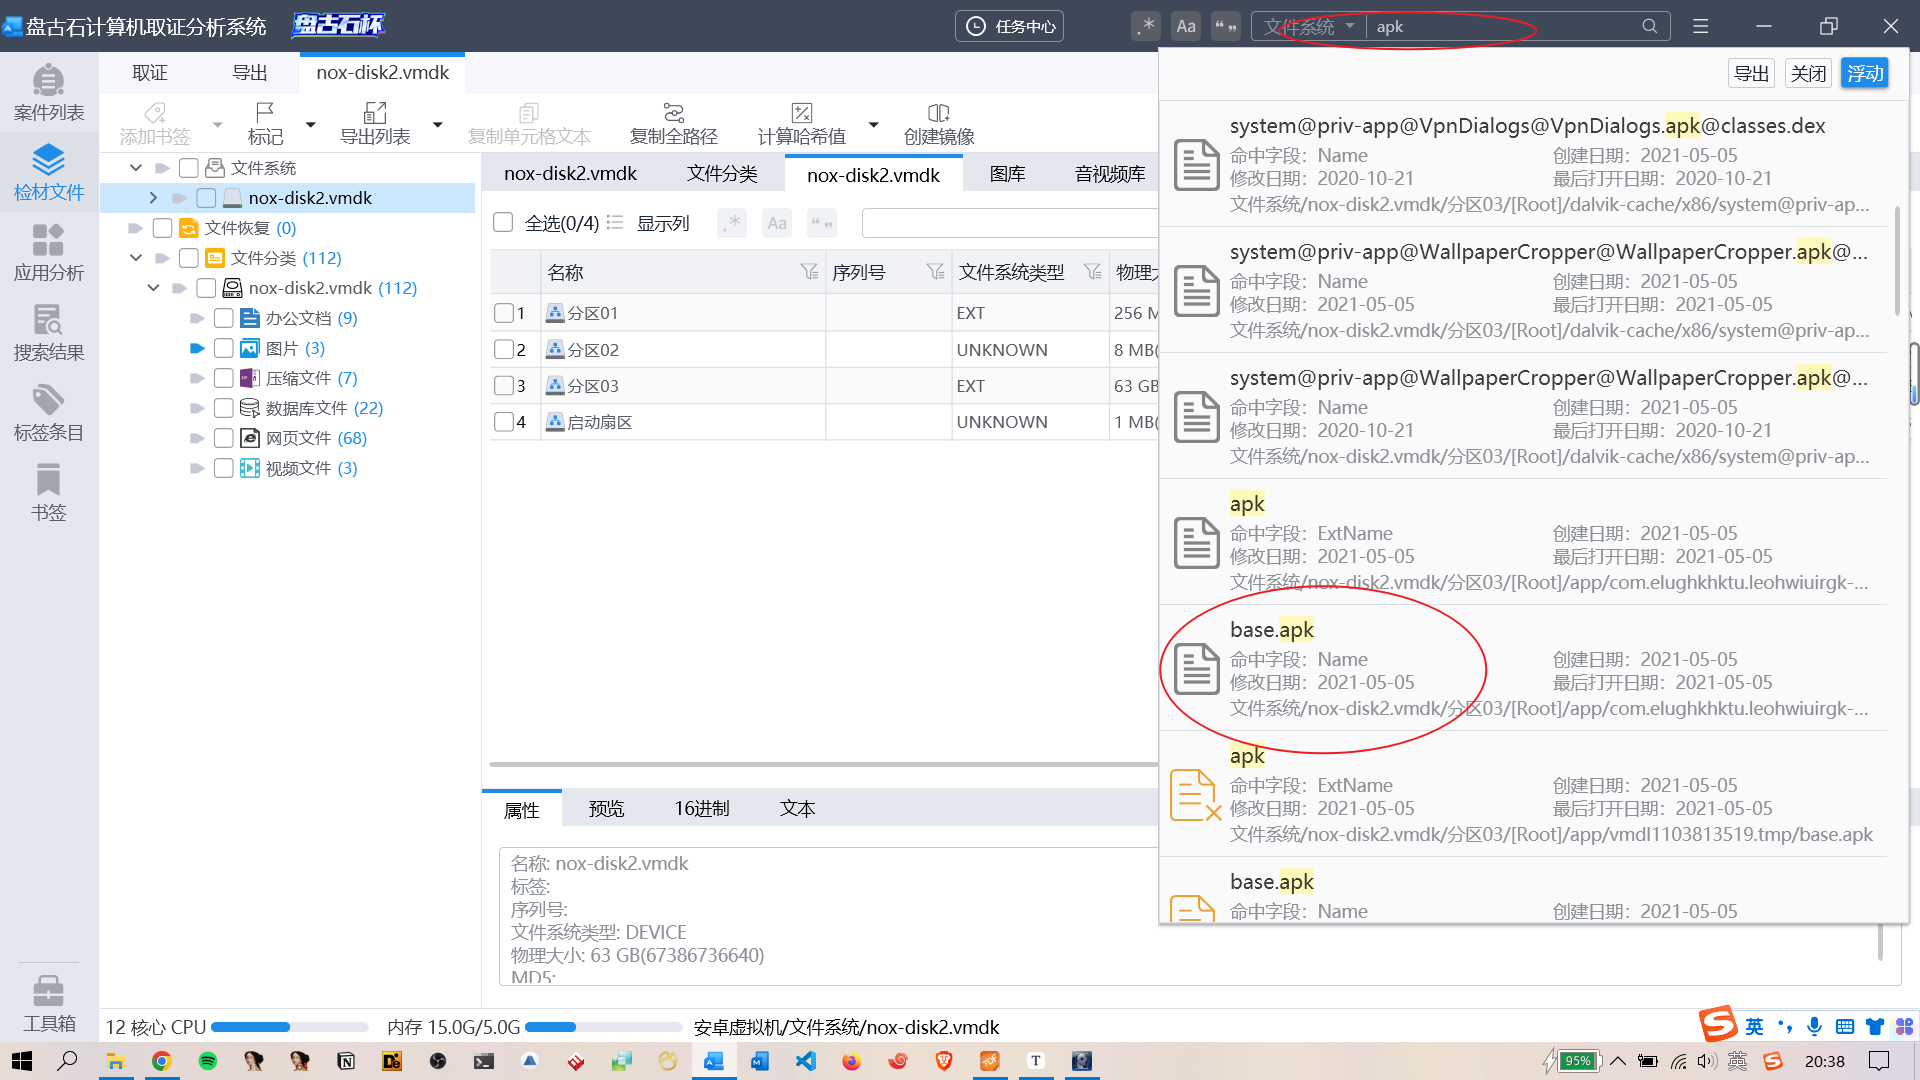 盘古石计算机取证分析系统 盘古石杯 任务中心 .* Aa “ ” 文件系统 apk
取证 导出 nox-disk2.vmdk
添加书签 标记 导出列表 复制单元格文本 复制全路径 计算哈希值 创建镜像
案件列表
检材文件
应用分析
搜索结果
标签条目
书签
工具箱
文件系统
nox-disk2.vmdk
文件恢复 (0)
文件分类 (112)
nox-disk2.vmdk (112)
办公文档 (9)
图片 (3)
压缩文件 (7)
数据库文件 (22)
网页文件 (68)
视频文件 (3)
nox-disk2.vmdk 文件分类 nox-disk2.vmdk 图库 音视频库
全选(0/4) 显示列 .* Aa “ ”
名称 序列号 文件系统类型 物理大
1 分区01 EXT 256 M
2 分区02 UNKNOWN 8 MB(
3 分区03 EXT 63 GB
4 启动扇区 UNKNOWN 1 MB(
属性 预览 16进制 文本
名称: nox-disk2.vmdk
标签:
序列号:
文件系统类型: DEVICE
物理大小: 63 GB(67386736640)
MD5:
导出 关闭 浮动
system@priv-app@VpnDialogs@VpnDialogs.apk@classes.dex
命中字段：Name 创建日期：2021-05-05
修改日期：2020-10-21 最后打开日期：2020-10-21
文件系统/nox-disk2.vmdk/分区03/[Root]/dalvik-cache/x86/system@priv-ap...
system@priv-app@WallpaperCropper@WallpaperCropper.apk@...
命中字段：Name 创建日期：2021-05-05
修改日期：2021-05-05 最后打开日期：2021-05-05
文件系统/nox-disk2.vmdk/分区03/[Root]/dalvik-cache/x86/system@priv-ap...
system@priv-app@WallpaperCropper@WallpaperCropper.apk@...
命中字段：Name 创建日期：2021-05-05
修改日期：2020-10-21 最后打开日期：2020-10-21
文件系统/nox-disk2.vmdk/分区03/[Root]/dalvik-cache/x86/system@priv-ap...
apk
命中字段：ExtName 创建日期：2021-05-05
修改日期：2021-05-05 最后打开日期：2021-05-05
文件系统/nox-disk2.vmdk/分区03/[Root]/app/com.elughkhktu.leohwiuirgk-...
base.apk
命中字段：Name 创建日期：2021-05-05
修改日期：2021-05-05 最后打开日期：2021-05-05
文件系统/nox-disk2.vmdk/分区03/[Root]/app/com.elughkhktu.leohwiuirgk-...
apk
命中字段：ExtName 创建日期：2021-05-05
修改日期：2021-05-05 最后打开日期：2021-05-05
文件系统/nox-disk2.vmdk/分区03/[Root]/app/vmdl1103813519.tmp/base.apk
base.apk
命中字段：Name 创建日期：2021-05-05
12 核心 CPU 内存 15.0G/5.0G 安卓虚拟机/文件系统/nox-disk2.vmdk
英
95% 英 20:38